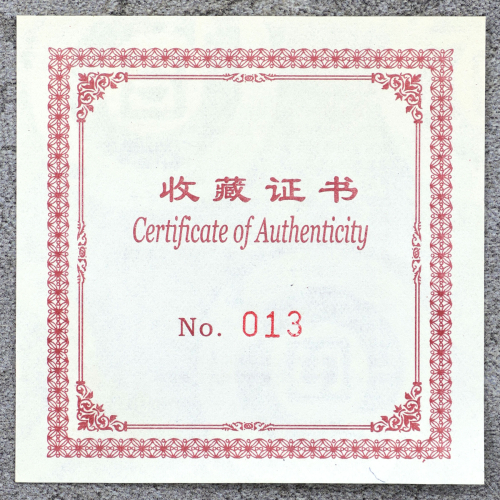 收藏证书
Certificate of Authenticity
No. 013